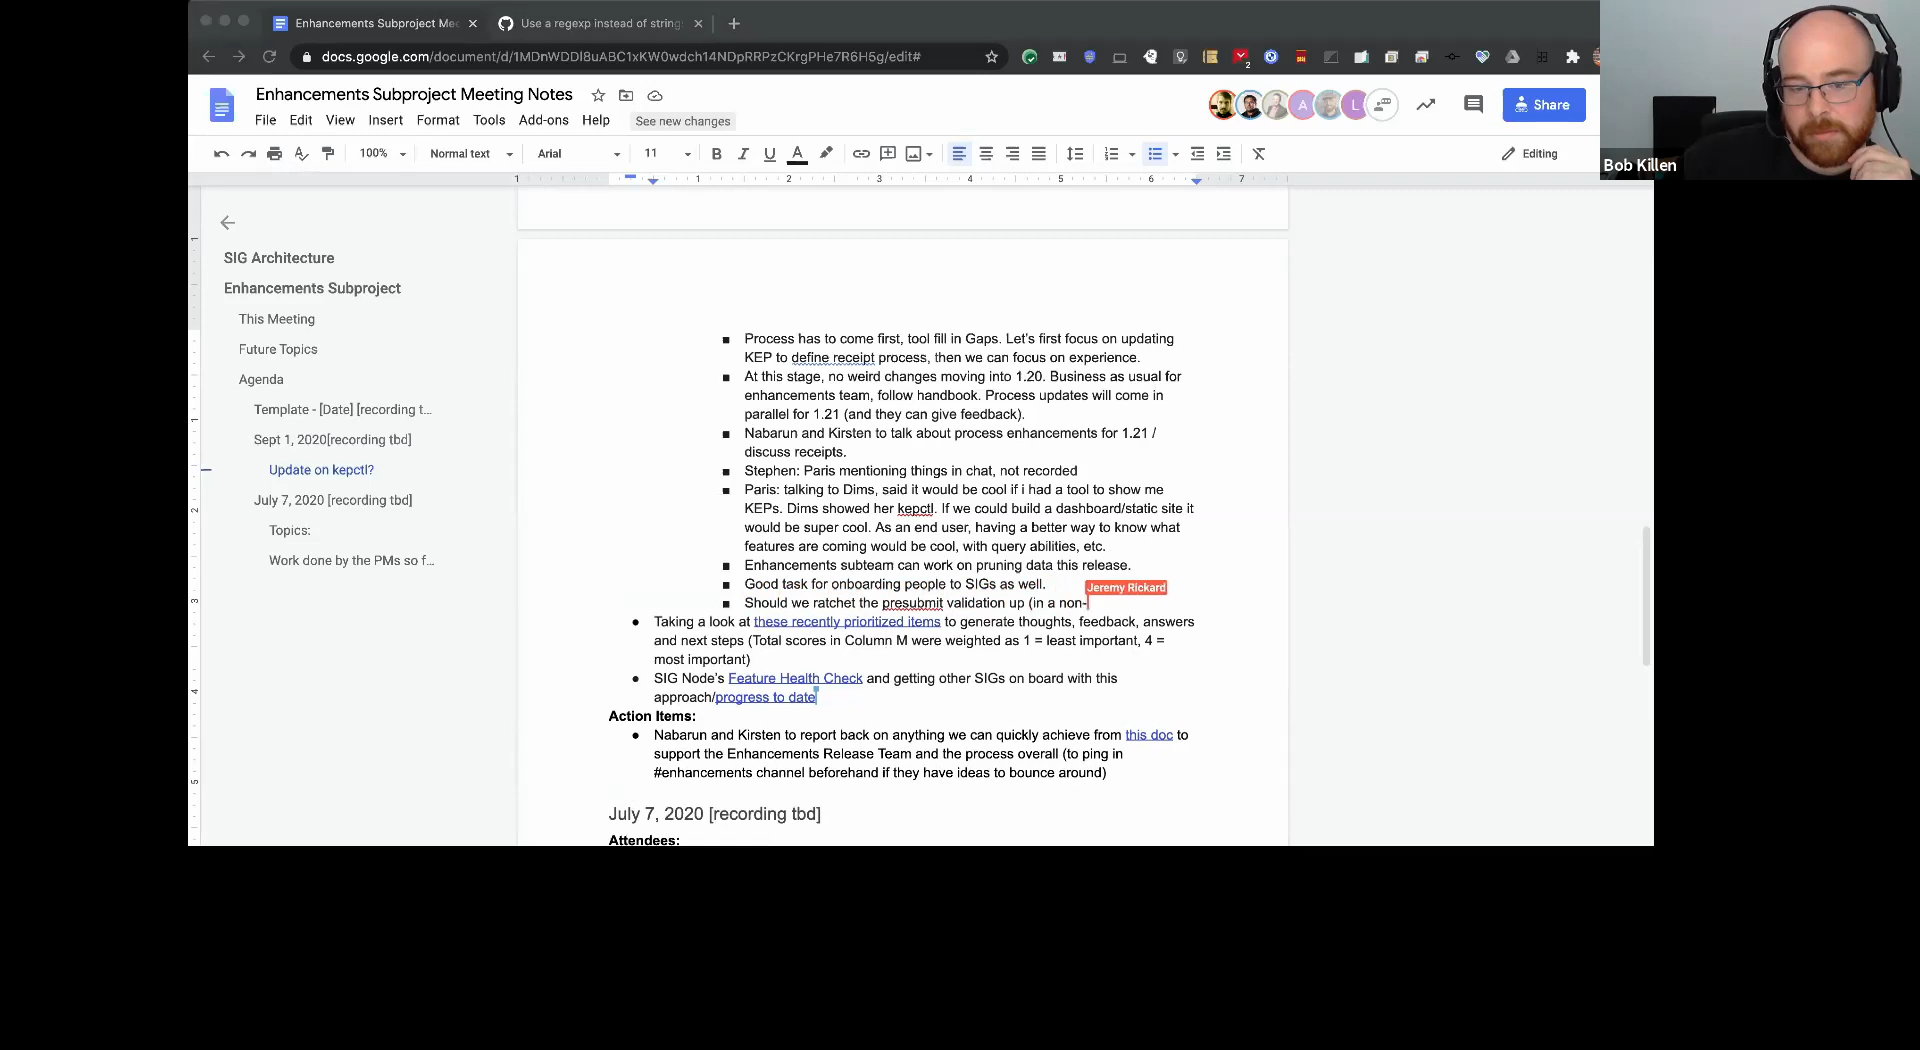 Enhancements Subproject Mee
Use a regexp instead of string
docs.google.com/document/d/1MDnWDDl8uABC1xKW0wdch14NDpRRPzCKrgPHe7R6H5g/edit#
2
Enhancements Subproject Meeting Notes
File Edit View Insert Format Tools Add-ons Help See new changes
A
L
Share
100% Normal text Arial 11
Editing
Bob Killen
1 1 2 3 4 5 6 7
SIG Architecture
Enhancements Subproject
This Meeting
Future Topics
Agenda
Template - [Date] [recording t...
Sept 1, 2020[recording tbd]
Update on kepctl?
July 7, 2020 [recording tbd]
Topics:
Work done by the PMs so f...
1
1
2
3
4
5
Process has to come first, tool fill in Gaps. Let's first focus on updating
KEP to define receipt process, then we can focus on experience.
At this stage, no weird changes moving into 1.20. Business as usual for
enhancements team, follow handbook. Process updates will come in
parallel for 1.21 (and they can give feedback).
Nabarun and Kirsten to talk about process enhancements for 1.21 /
discuss receipts.
Stephen: Paris mentioning things in chat, not recorded
Paris: talking to Dims, said it would be cool if i had a tool to show me
KEPs. Dims showed her kepctl. If we could build a dashboard/static site it
would be super cool. As an end user, having a better way to know what
features are coming would be cool, with query abilities, etc.
Enhancements subteam can work on pruning data this release.
Good task for onboarding people to SIGs as well.
Jeremy Rickard
Should we ratchet the presubmit validation up (in a non-
Taking a look at these recently prioritized items to generate thoughts, feedback, answers
and next steps (Total scores in Column M were weighted as 1 = least important, 4 =
most important)
SIG Node's Feature Health Check and getting other SIGs on board with this
approach/progress to date
Action Items:
Nabarun and Kirsten to report back on anything we can quickly achieve from this doc to
support the Enhancements Release Team and the process overall (to ping in
#enhancements channel beforehand if they have ideas to bounce around)
July 7, 2020 [recording tbd]
Attendees: